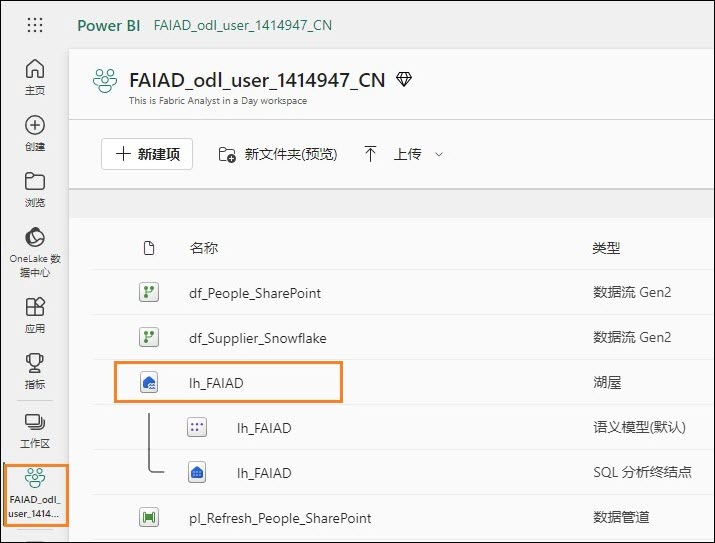 Power BI FAIAD_odl_user_1414947_CN
FAIAD_odl_user_1414947_CN
This is Fabric Analyst in a Day workspace
新建项 新文件夹(预览) 上传
主页
创建
浏览
OneLake 数
据中心
应用
指标
工作区
FAIAD_odl_
user_1414...
名称 类型
df_People_SharePoint 数据流 Gen2
df_Supplier_Snowflake 数据流 Gen2
lh_FAIAD 湖屋
lh_FAIAD 语义模型(默认)
lh_FAIAD SQL 分析终结点
pl_Refresh_People_SharePoint 数据管道